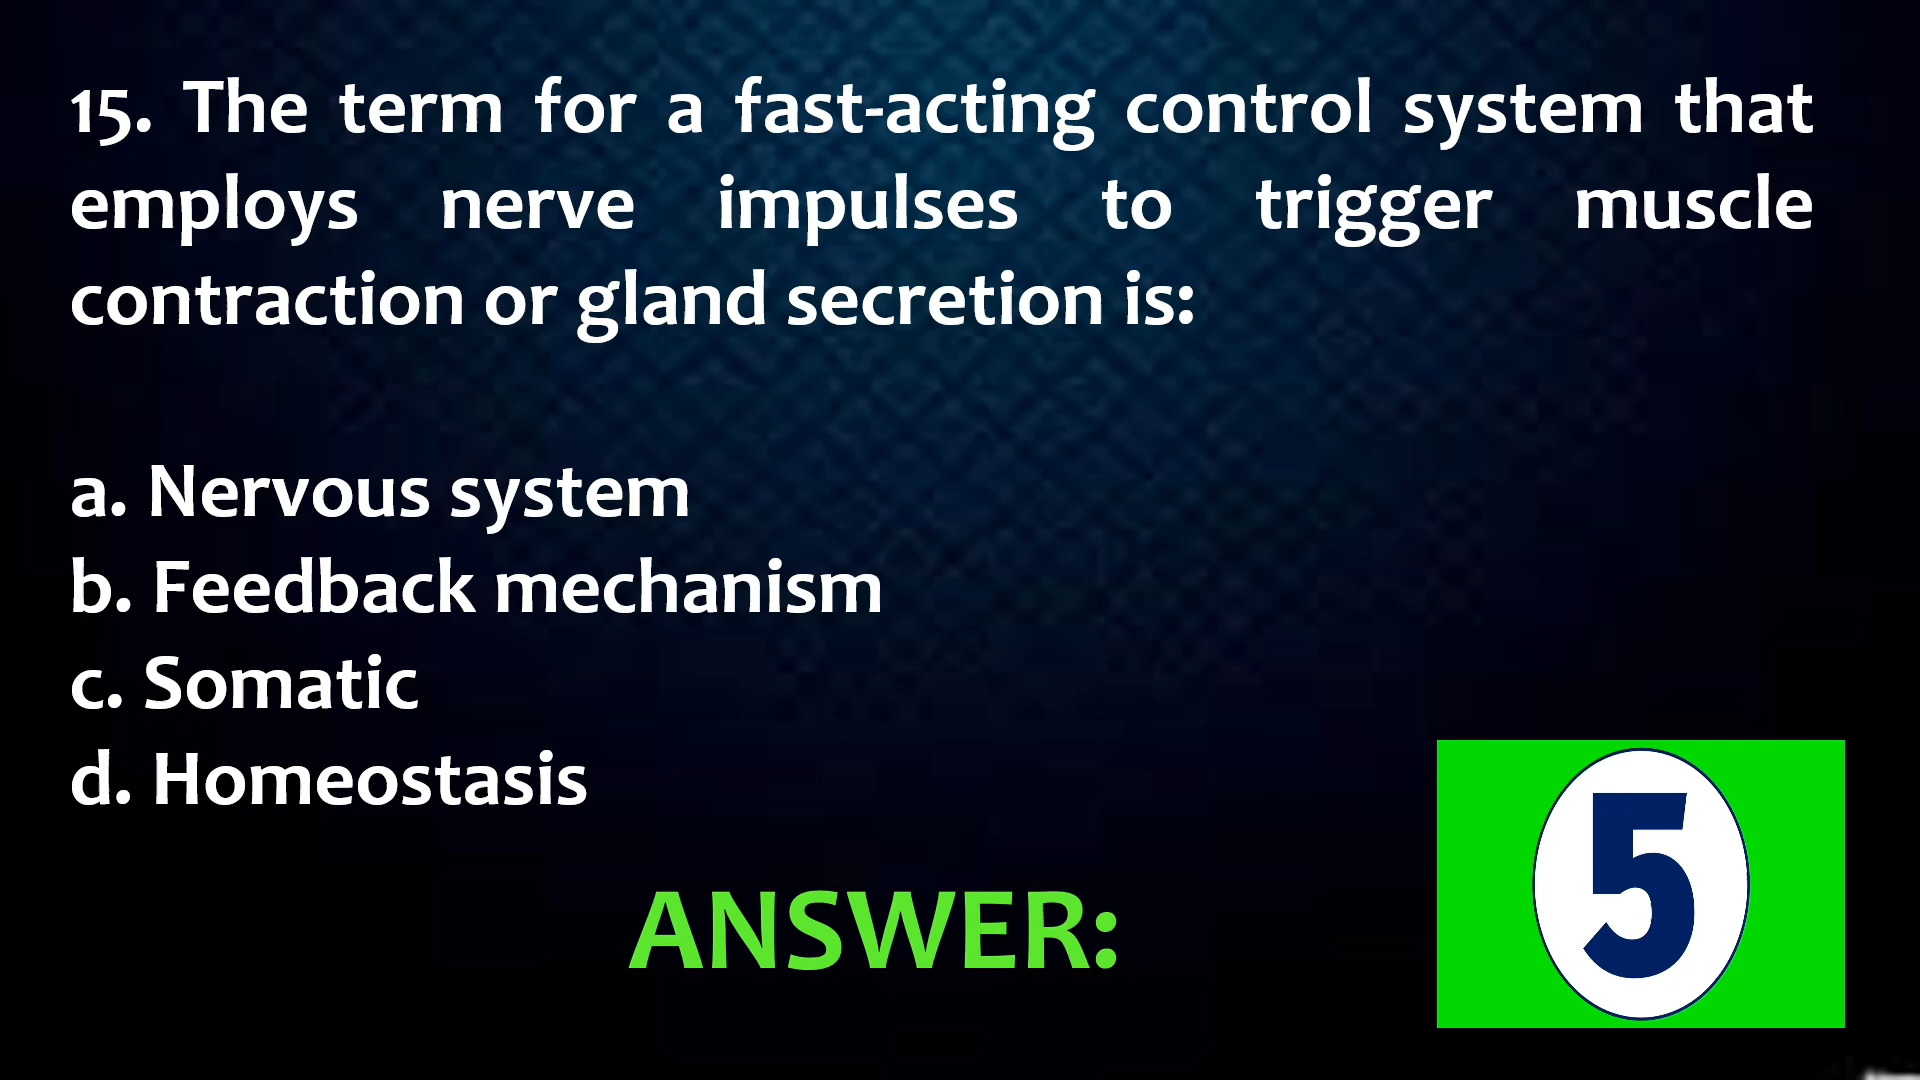 15. The term for a fast-acting control system that
employs nerve impulses to trigger muscle
contraction or gland secretion is:
a. Nervous system
b. Feedback mechanism
c. Somatic
d. Homeostasis
ANSWER:
5